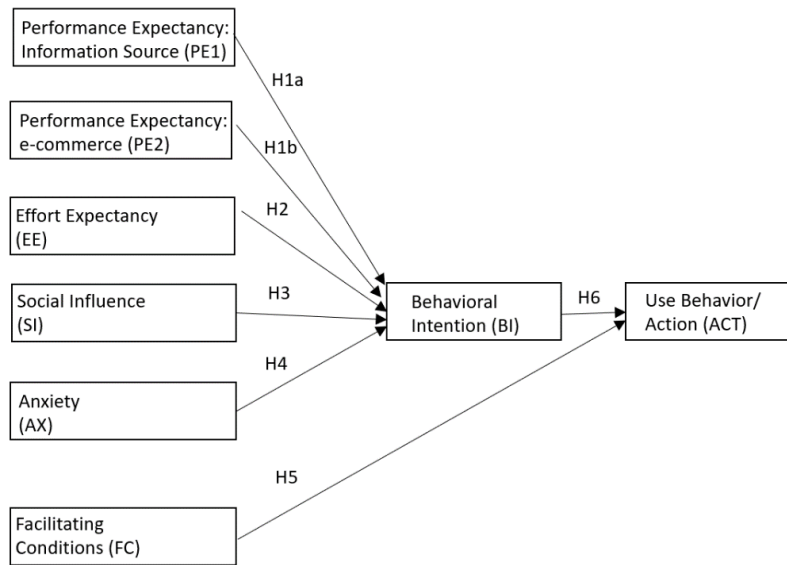 Performance Expectancy:
Information Source (PE1)
H1a
Performance Expectancy:
e-commerce (PE2)
H1b
Effort Expectancy
(EE)
H2
Social Influence
(SI)
H3
Behavioral
Intention (BI)
H6
Use Behavior/
Action (ACT)
H4
Anxiety
(AX)
H5
Facilitating
Conditions (FC)